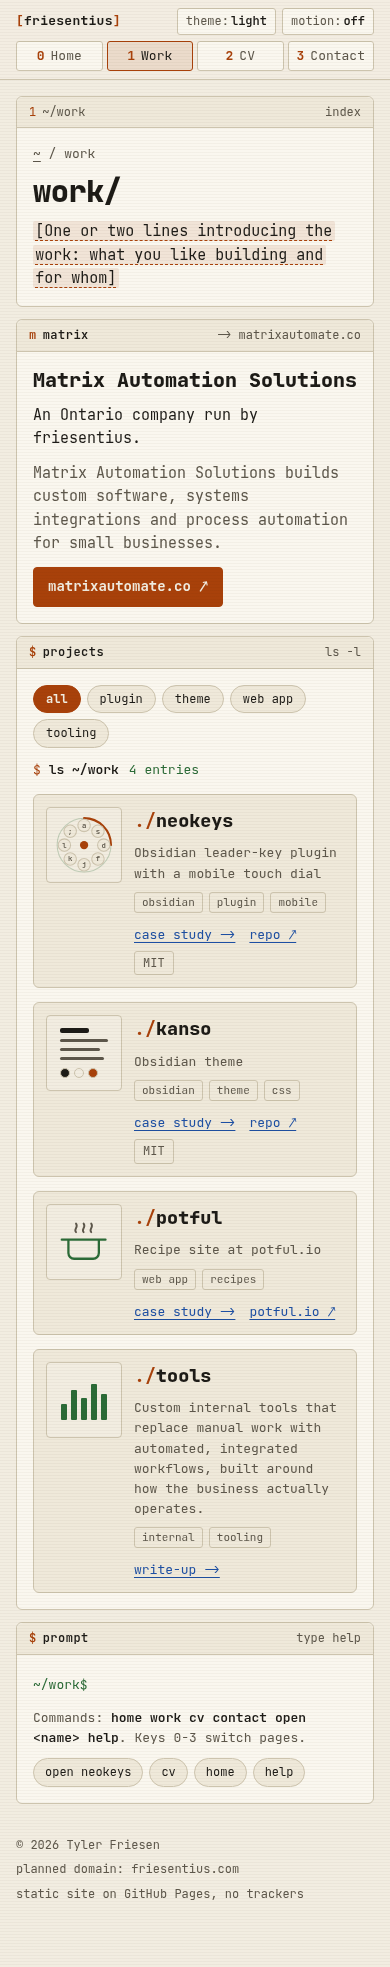 [friesentius] theme: light motion: off
0 Home 1 Work 2 CV 3 Contact
1 ~/work index
~ / work
work/
[One or two lines introducing the
work: what you like building and
for whom]
m matrix → matrixautomate.co
Matrix Automation Solutions
An Ontario company run by
friesentius.
Matrix Automation Solutions builds
custom software, systems
integrations and process automation
for small businesses.
matrixautomate.co ↗
$ projects ls -l
all plugin theme web app
tooling
$ ls ~/work 4 entries
a s d f j k l ;
./neokeys
Obsidian leader-key plugin
with a mobile touch dial
obsidian plugin mobile
case study → repo ↗
MIT
./kanso
Obsidian theme
obsidian theme css
case study → repo ↗
MIT
./potful
Recipe site at potful.io
web app recipes
case study → potful.io ↗
./tools
Custom internal tools that
replace manual work with
automated, integrated
workflows, built around
how the business actually
operates.
internal tooling
write-up →
$ prompt type help
~/work$
Commands: home work cv contact open
<name> help. Keys 0-3 switch pages.
open neokeys cv home help
© 2026 Tyler Friesen
planned domain: friesentius.com
static site on GitHub Pages, no trackers